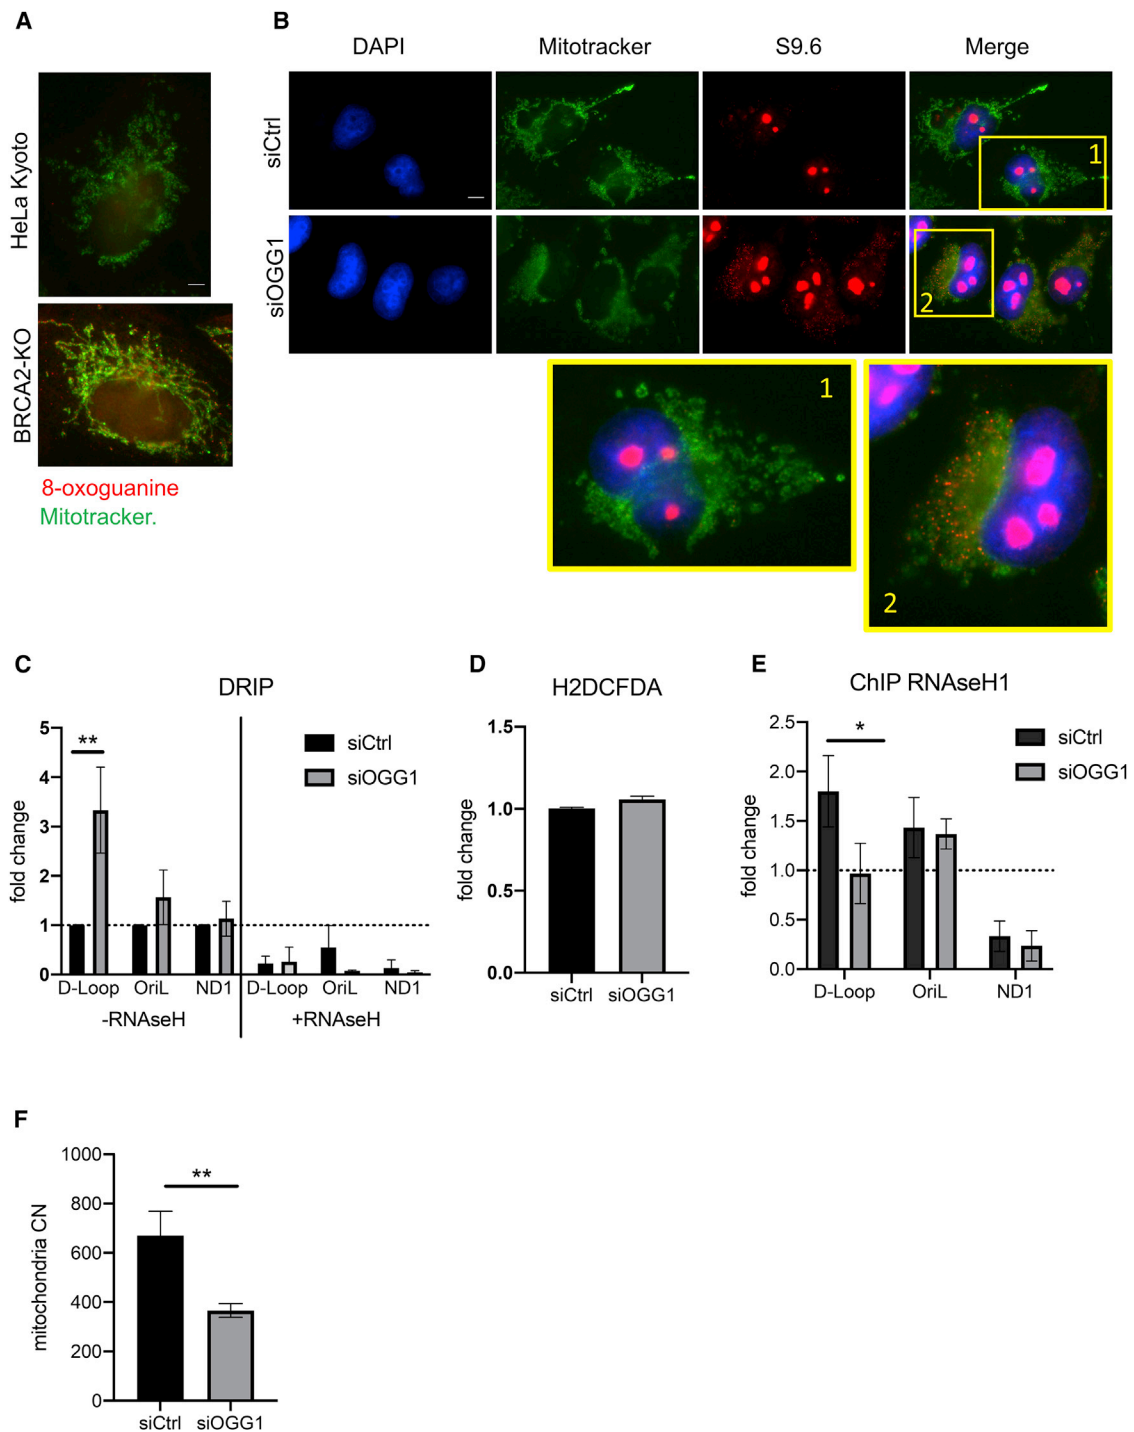 A
HeLa Kyoto
BRCA2-KO
8-oxoguanine
Mitotracker.
B
DAPI Mitotracker S9.6 Merge
siCtrl
1
siOGG1
2
1
2
C
DRIP
fold change
5
4
3
2
1
0
**
siCtrl
siOGG1
D-Loop OriL ND1 D-Loop OriL ND1
-RNAseH +RNAseH
D
H2DCFDA
fold change
1.5
1.0
0.5
0.0
siCtrl siOGG1
E
ChIP RNAseH1
fold change
2.5
2.0
1.5
1.0
0.5
0.0
*
siCtrl
siOGG1
D-Loop OriL ND1
F
mitochondria CN
1000
800
600
400
200
0
**
siCtrl siOGG1